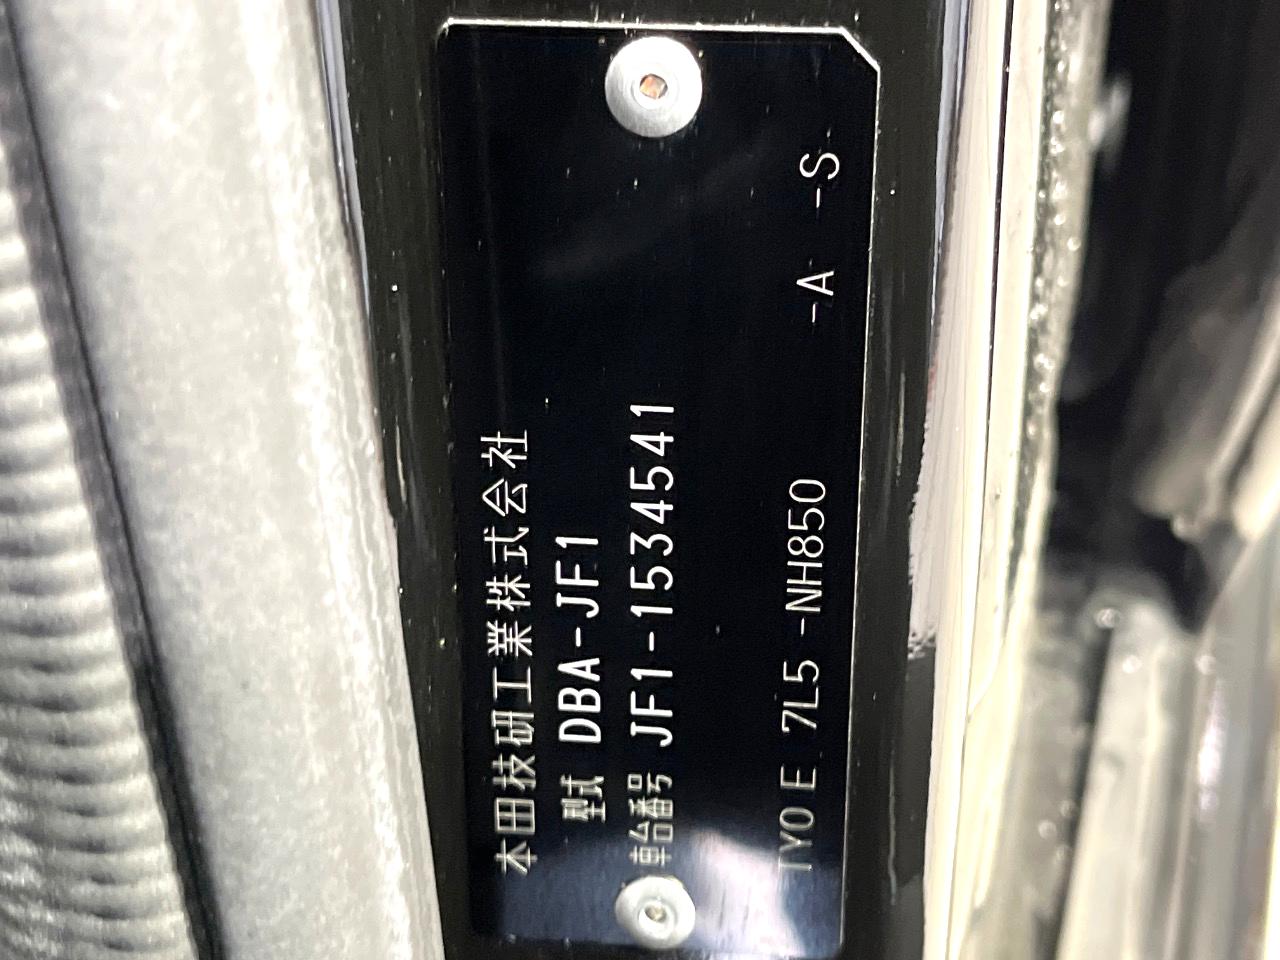 本田技研工業株式会社
型式 DBA-JF1
車台番号 JF1-1534541
TY0 E 7L5 -NH850 -A -S